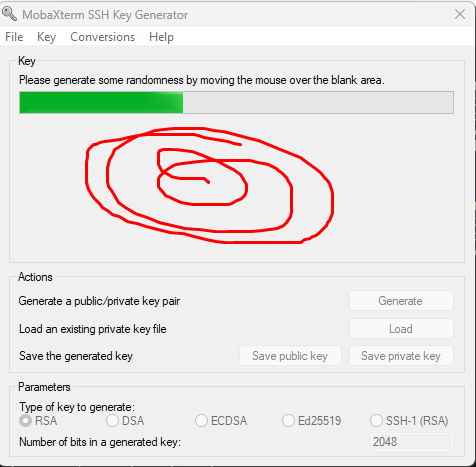 MobaXterm SSH Key Generator
File Key Conversions Help
Key
Please generate some randomness by moving the mouse over the blank area.
Actions
Generate a public/private key pair
Generate
Load an existing private key file
Load
Save the generated key
Save public key
Save private key
Parameters
Type of key to generate:
RSA DSA ECDSA Ed25519 SSH-1 (RSA)
Number of bits in a generated key:
2048